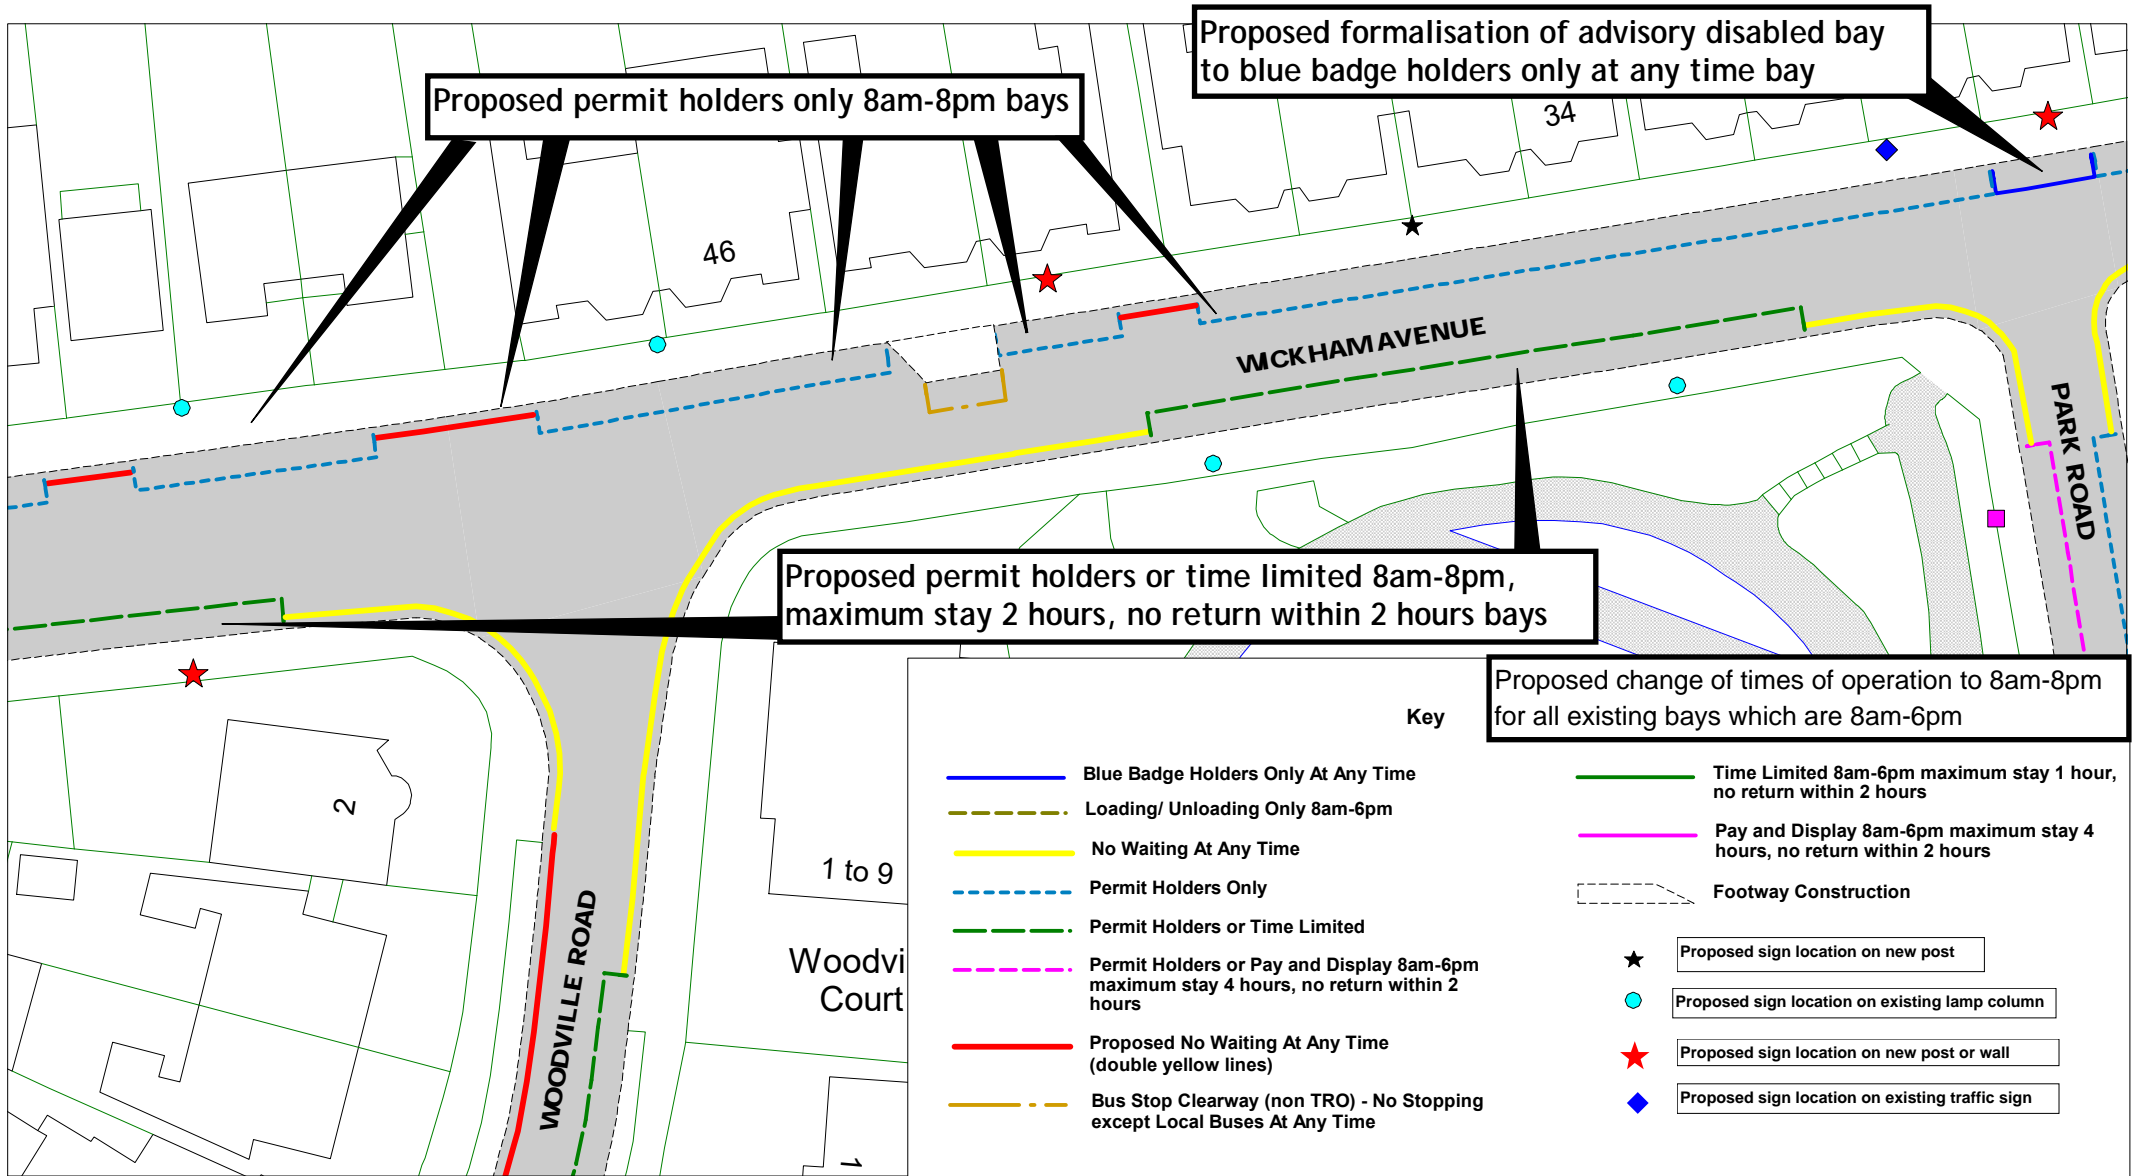 Proposed formalisation of advisory disabled bay
to blue badge holders only at any time bay
Proposed permit holders only 8am-8pm bays
34
46
WICKHAM AVENUE
PARK ROAD
Proposed permit holders or time limited 8am-8pm,
maximum stay 2 hours, no return within 2 hours bays
Proposed change of times of operation to 8am-8pm
for all existing bays which are 8am-6pm
2
1 to 9
Woodvi
Court
WOODVILLE ROAD
1
Key
Blue Badge Holders Only At Any Time
Loading/ Unloading Only 8am-6pm
No Waiting At Any Time
Permit Holders Only
Permit Holders or Time Limited
Permit Holders or Pay and Display 8am-6pm
maximum stay 4 hours, no return within 2
hours
Proposed No Waiting At Any Time
(double yellow lines)
Bus Stop Clearway (non TRO) - No Stopping
except Local Buses At Any Time
Time Limited 8am-6pm maximum stay 1 hour,
no return within 2 hours
Pay and Display 8am-6pm maximum stay 4
hours, no return within 2 hours
Footway Construction
Proposed sign location on new post
Proposed sign location on existing lamp column
Proposed sign location on new post or wall
Proposed sign location on existing traffic sign